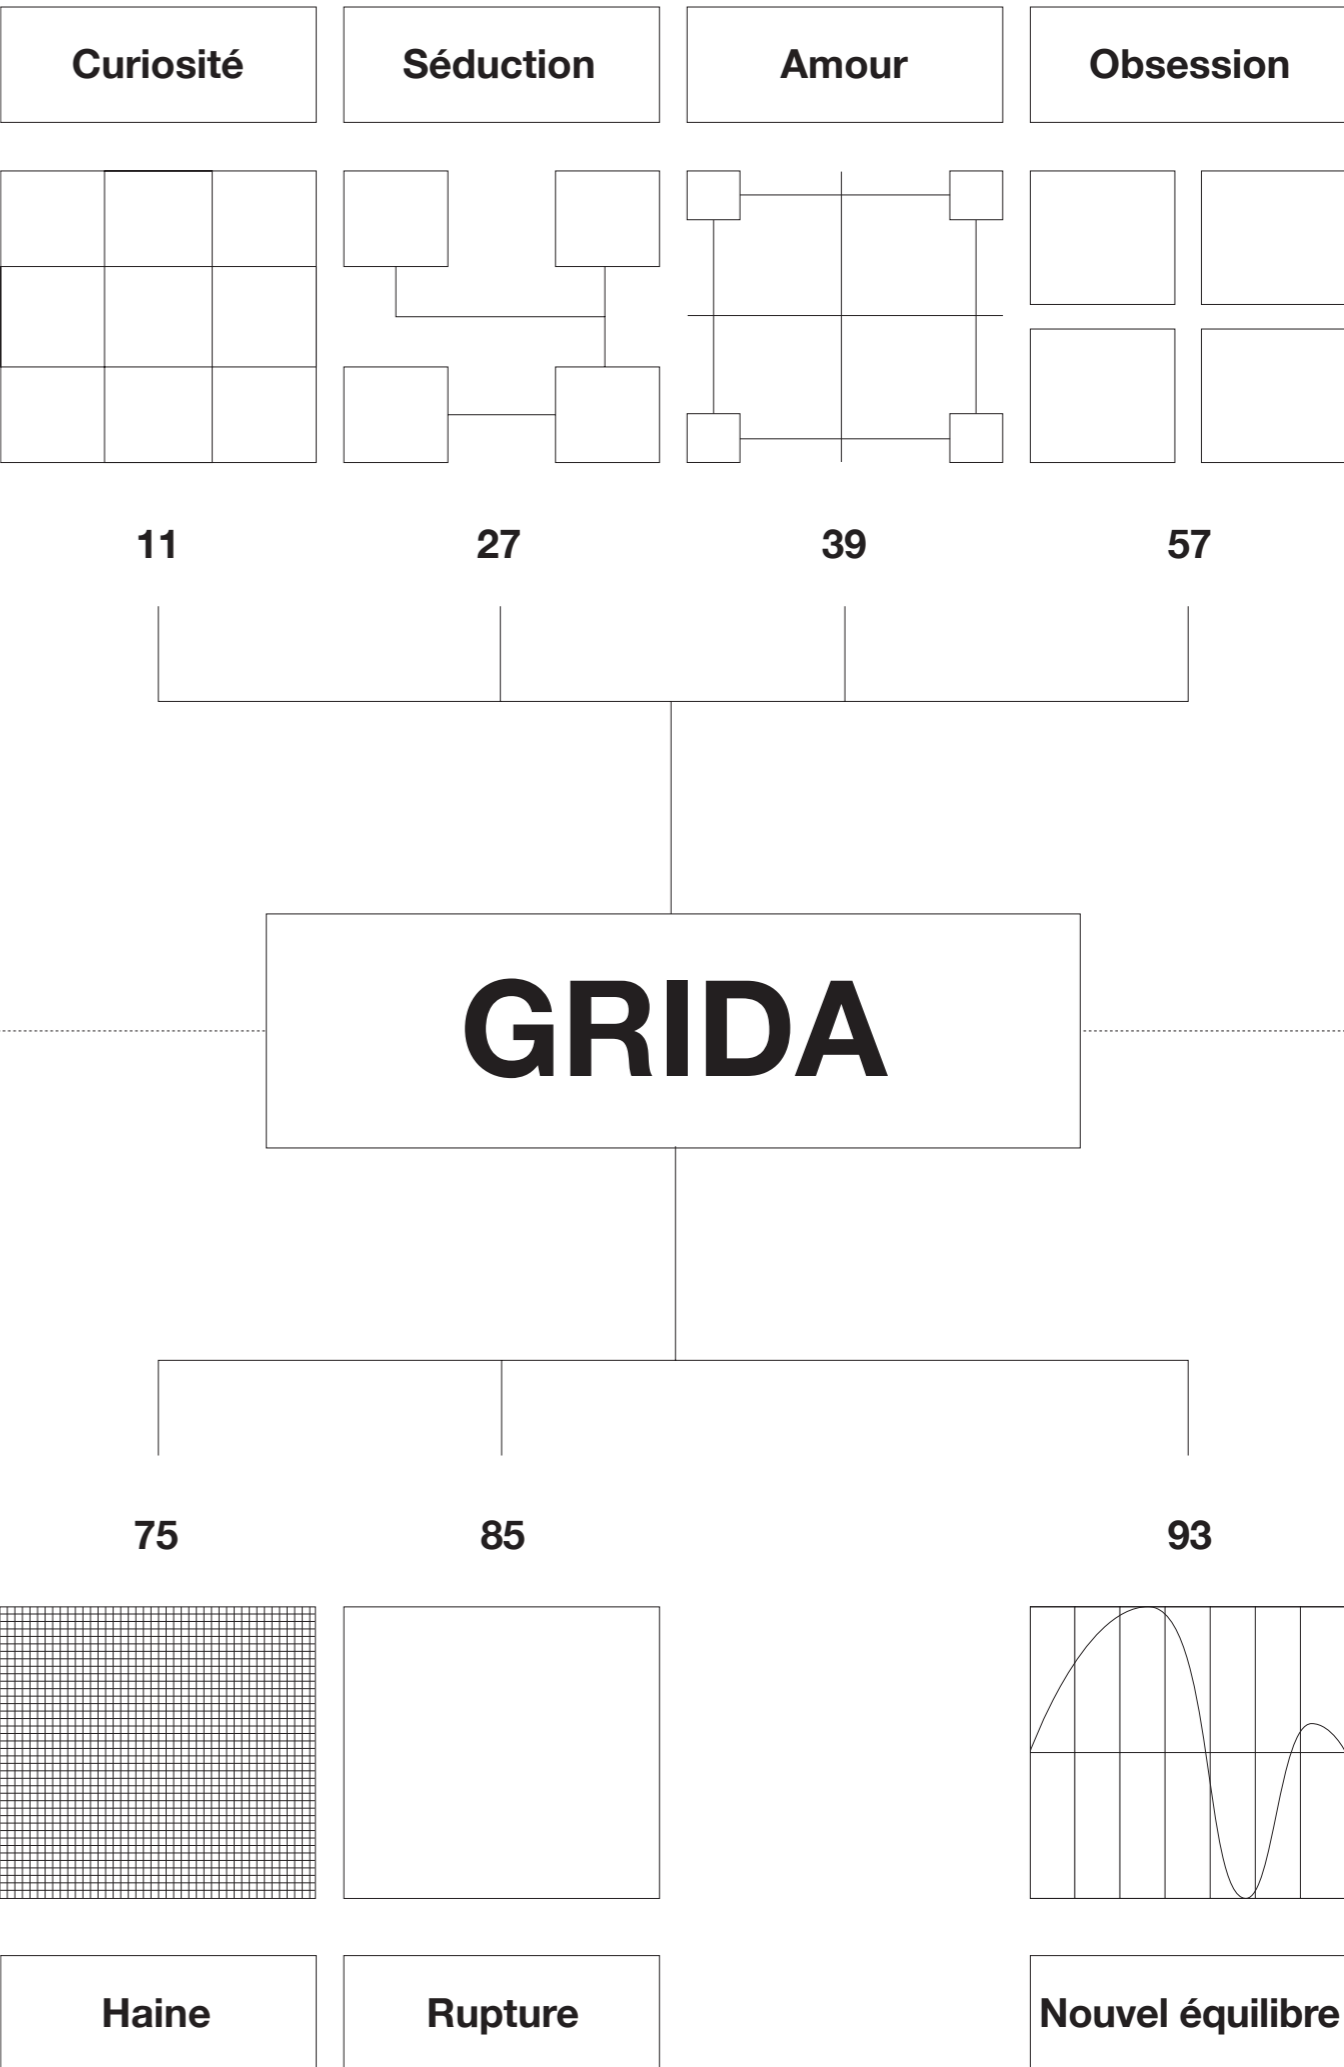 Curiosité
Séduction
Amour
Obsession
11
27
39
57
GRIDA
75
85
93
Haine
Rupture
Nouvel équilibre